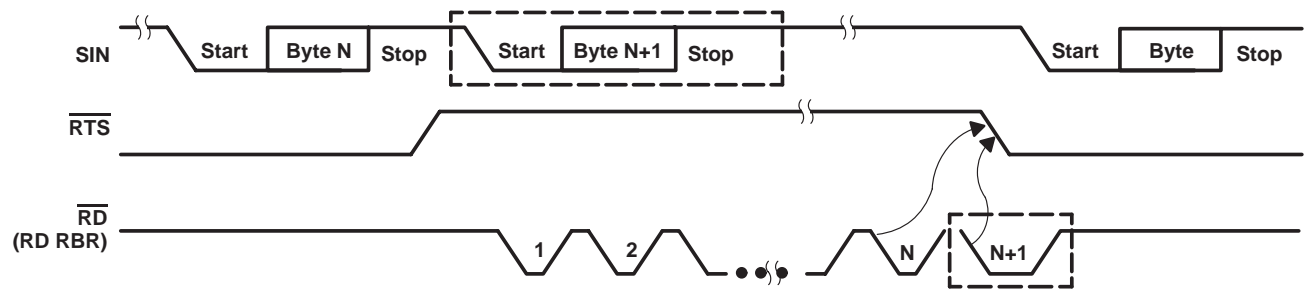 SIN Start Byte N Stop Start Byte N+1 Stop Start Byte Stop
RTS
RD
(RD RBR)
1 2 N N+1